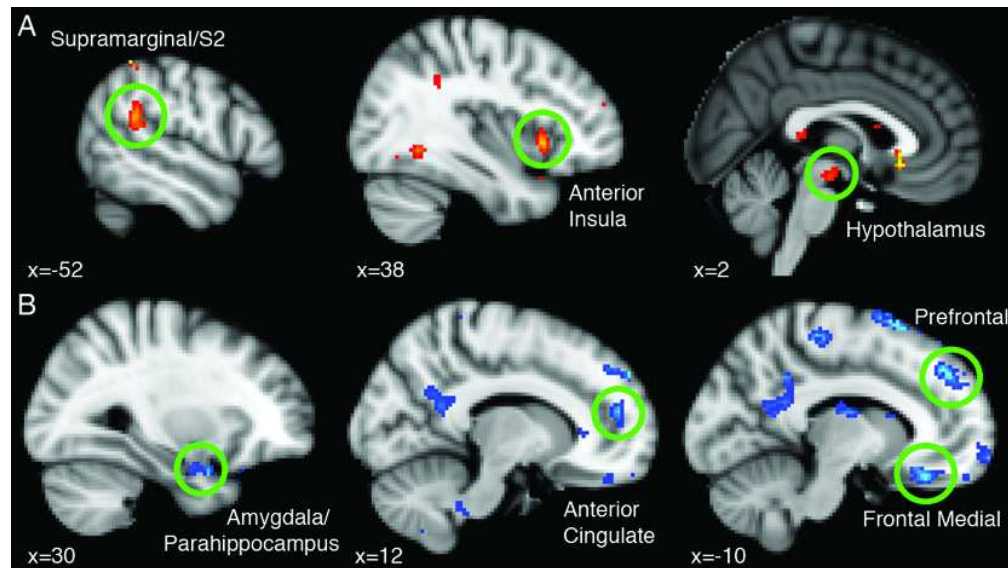 A
Supramarginal/S2
Anterior
Insula
Hypothalamus
x=-52
x=38
x=2
B
Prefrontal
Amygdala/
Parahippocampus
Anterior
Cingulate
Frontal Medial
x=30
x=12
x=-10